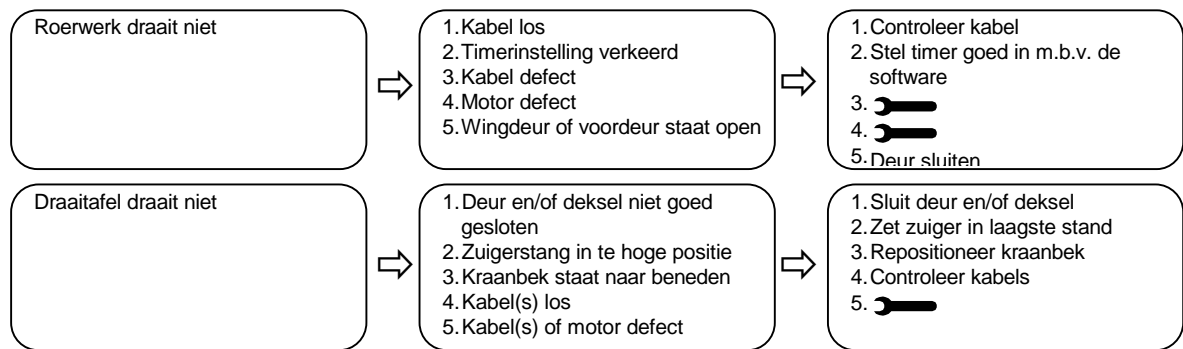 Roerwerk draait niet
1. Kabel los
2. Timerinstelling verkeerd
3. Kabel defect
4. Motor defect
5. Wingdeur of voordeur staat open
1. Controleer kabel
2. Stel timer goed in m.b.v. de
software
3.
4.
5. Deur sluiten
Draaitafel draait niet
1. Deur en/of deksel niet goed
gesloten
2. Zuigerstang in te hoge positie
3. Kraanbek staat naar beneden
4. Kabel(s) los
5. Kabel(s) of motor defect
1. Sluit deur en/of deksel
2. Zet zuiger in laagste stand
3. Repositioneer kraanbek
4. Controleer kabels
5.